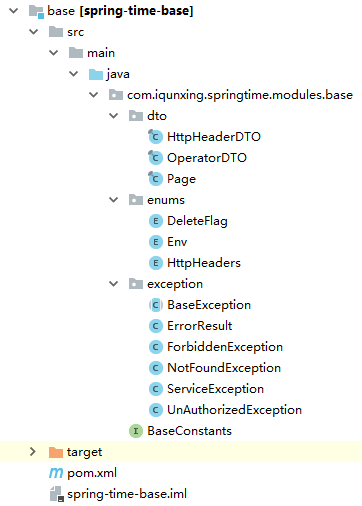 base [spring-time-base]
src
main
java
com.iqunxing.springtime.modules.base
dto
HttpHeaderDTO
OperatorDTO
Page
enums
DeleteFlag
Env
HttpHeaders
exception
BaseException
ErrorResult
ForbiddenException
NotFoundException
ServiceException
UnAuthorizedException
BaseConstants
target
pom.xml
spring-time-base.iml